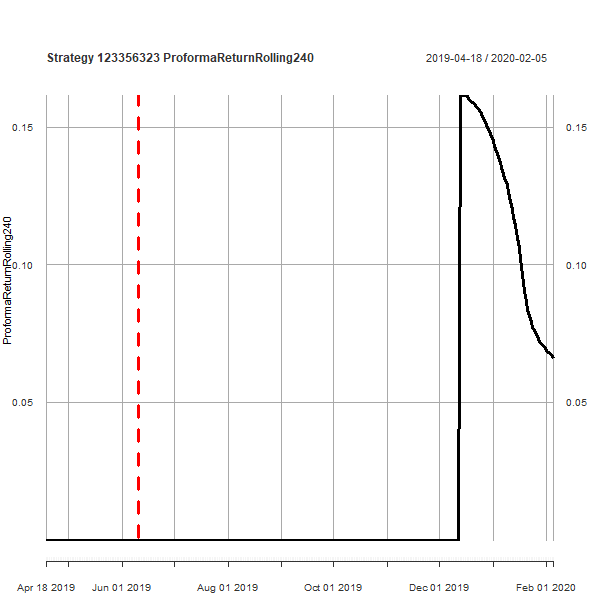 Strategy 123356323 ProformaReturnRolling240
2019-04-18 / 2020-02-05
ProformaReturnRolling240
0.15
0.15
0.10
0.10
0.05
0.05
Apr 18 2019
Jun 01 2019
Aug 01 2019
Oct 01 2019
Dec 01 2019
Feb 01 2020